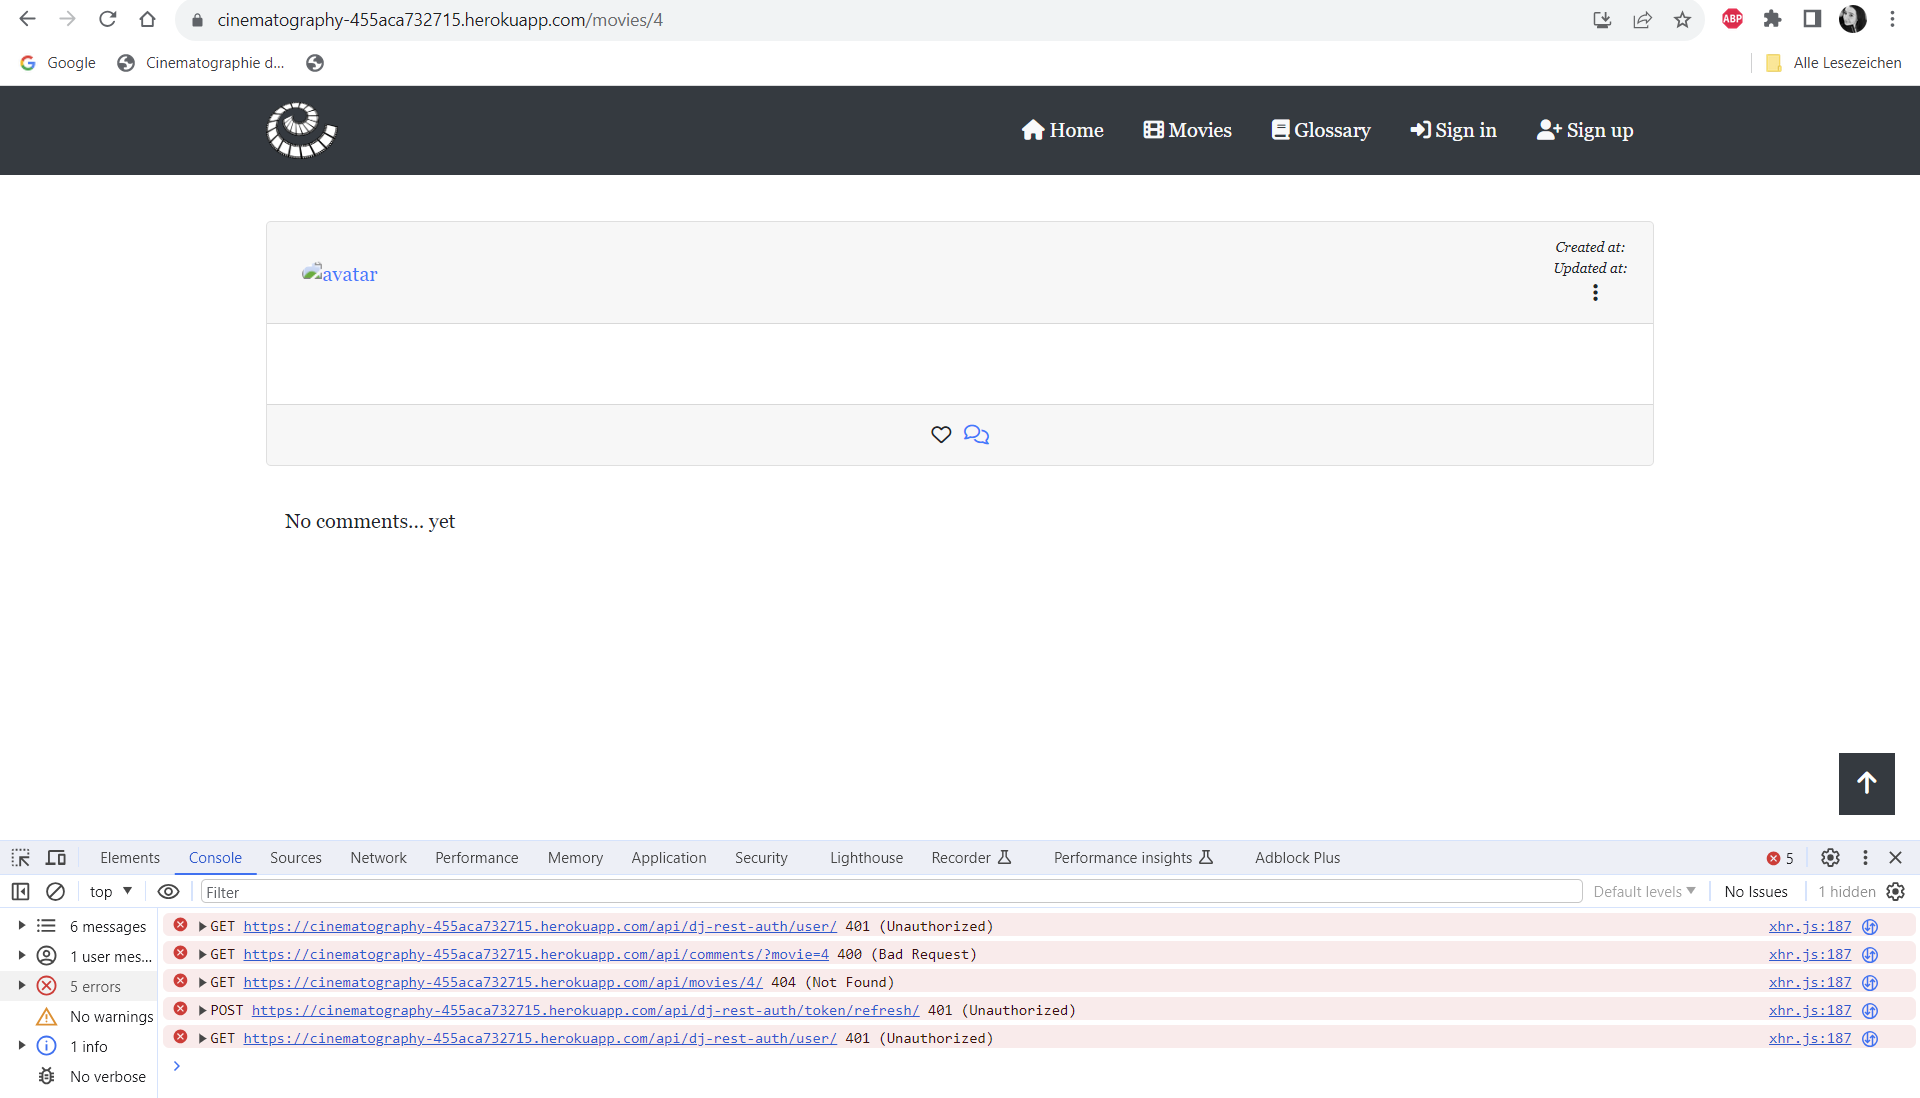 cinematography-455aca732715.herokuapp.com/movies/4
ABP
Google Cinematographie d... Alle Lesezeichen
Home Movies Glossary Sign in Sign up
Created at:
avatar
Updated at:
No comments... yet
Elements Console Sources Network Performance Memory Application Security Lighthouse Recorder Performance insights Adblock Plus 5
top Filter Default levels No Issues 1 hidden
6 messages
1 user mes...
5 errors
No warnings
1 info
No verbose
GET https://cinematography-455aca732715.herokuapp.com/api/dj-rest-auth/user/ 401 (Unauthorized) xhr.js:187
GET https://cinematography-455aca732715.herokuapp.com/api/comments/?movie=4 400 (Bad Request) xhr.js:187
GET https://cinematography-455aca732715.herokuapp.com/api/movies/4/ 404 (Not Found) xhr.js:187
POST https://cinematography-455aca732715.herokuapp.com/api/dj-rest-auth/token/refresh/ 401 (Unauthorized) xhr.js:187
GET https://cinematography-455aca732715.herokuapp.com/api/dj-rest-auth/user/ 401 (Unauthorized) xhr.js:187